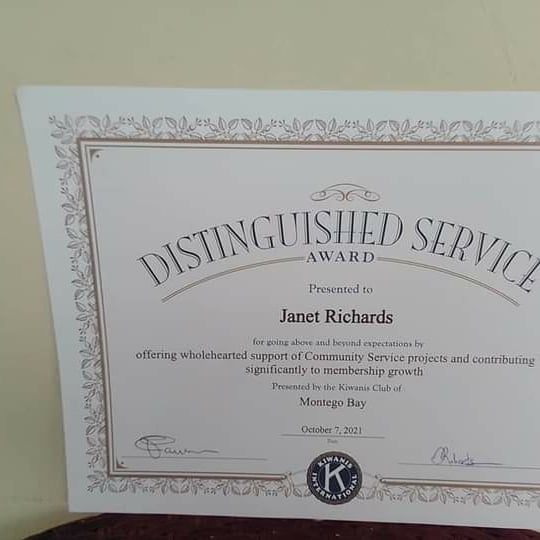 DISTINGUISHED SERVICE
AWARD
Presented to
Janet Richards
for going above and beyond expectations by
offering wholehearted support of Community Service projects and contributing
significantly to membership growth
Presented by the Kiwanis Club of
Montego Bay
October 7, 2021
Date
KIWANIS
K
INTERNATIONAL